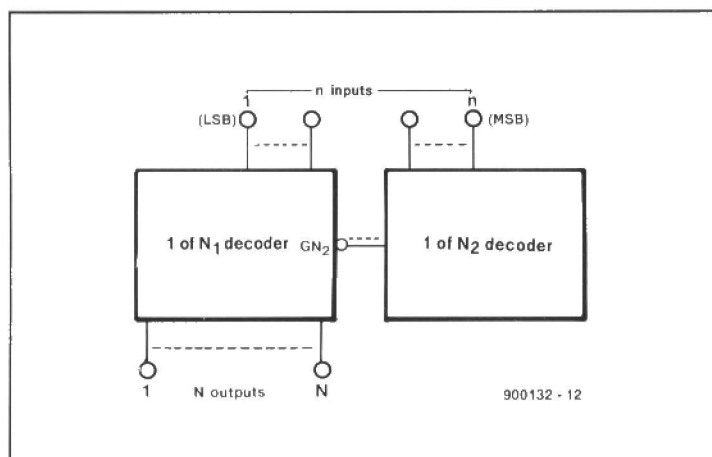 n inputs
1 n
(LSB) (MSB)
1 of N₁ decoder GN₂ 1 of N₂ decoder
1 N outputs N
900132 - 12